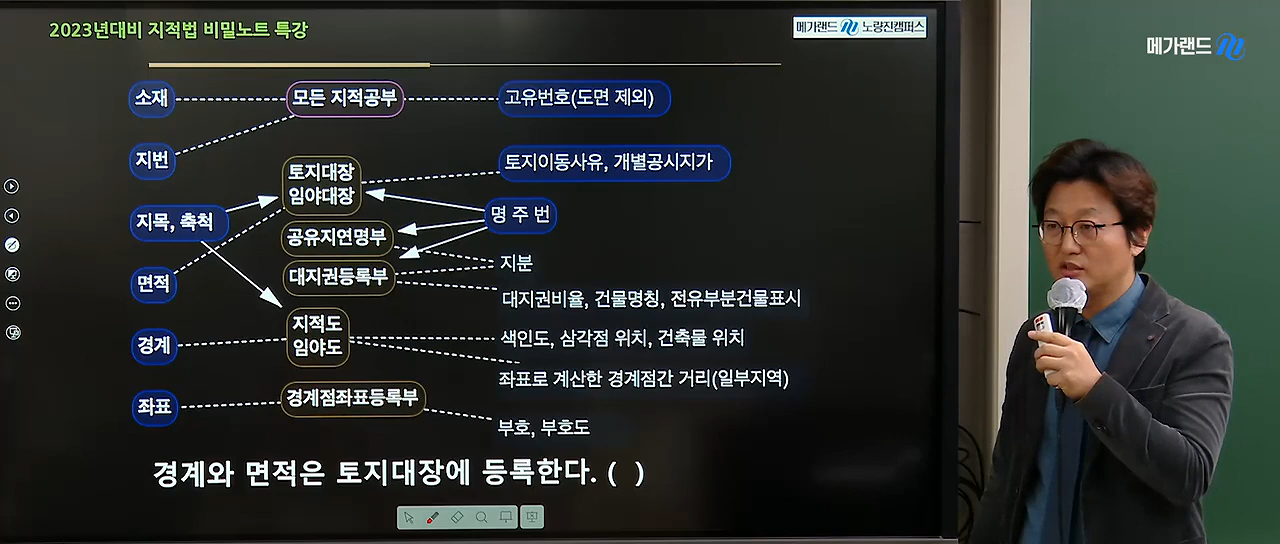 2023년대비 지적법 비밀노트 특강
메가랜드 노량진캠퍼스
메가랜드
소재
모든 지적공부
고유번호(도면 제외)
지번
토지대장
임야대장
토지이동사유, 개별공시지가
지목, 축척
명 주 번
공유지연명부
지분
면적
대지권등록부
대지권비율, 건물명칭, 전유부분건물표시
지적도
임야도
색인도, 삼각점 위치, 건축물 위치
경계
좌표로 계산한 경계점간 거리(일부지역)
좌표
경계점좌표등록부
부호, 부호도
경계와 면적은 토지대장에 등록한다. ( )